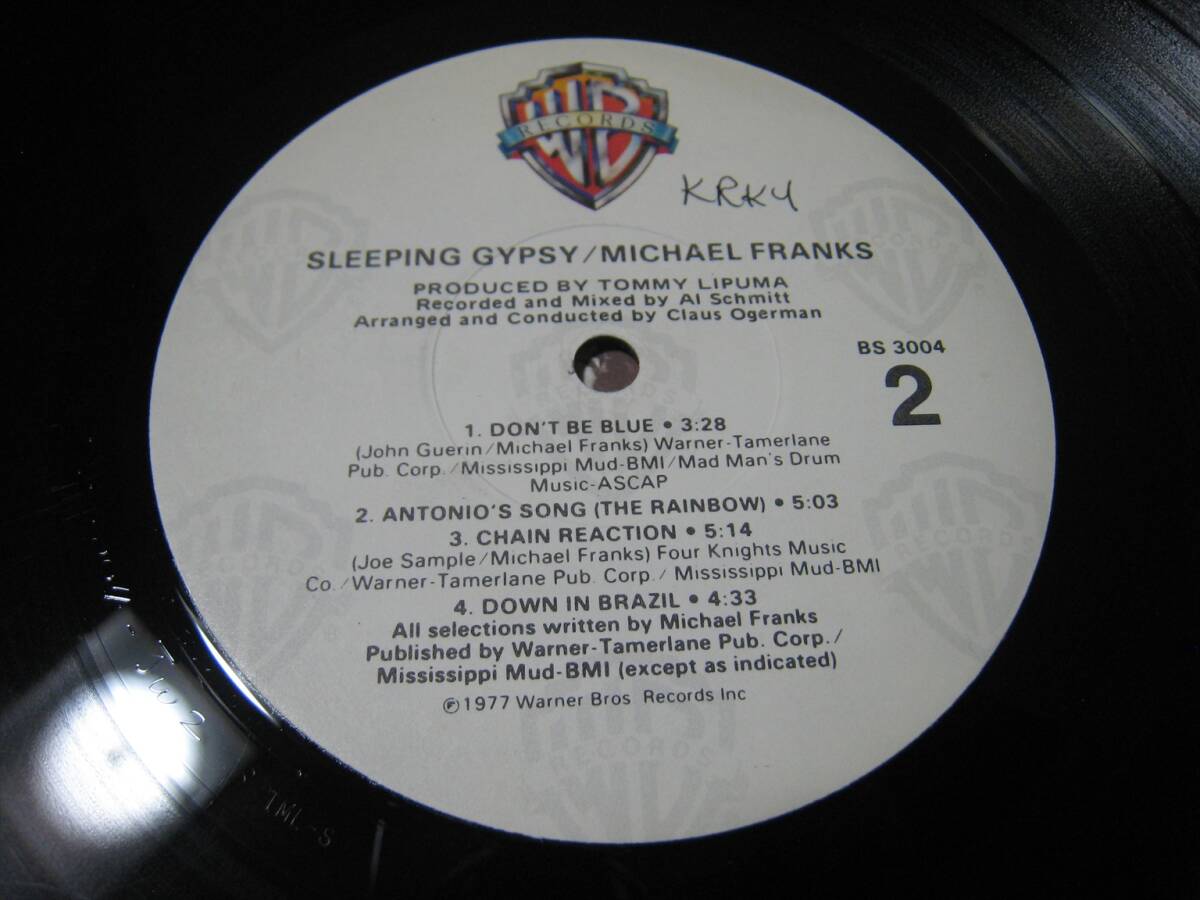 WB
RECORDS
KRKY
SLEEPING GYPSY/MICHAEL FRANKS
PRODUCED BY TOMMY LIPUMA
Recorded and Mixed by Al Schmitt
Arranged and Conducted by Claus Ogerman
BS 3004
2
1. DON'T BE BLUE • 3:28
(John Guerin/Michael Franks) Warner-Tamerlane
Pub. Corp./Mississippi Mud-BMI/Mad Man's Drum
Music-ASCAP
2. ANTONIO'S SONG (THE RAINBOW) • 5:03
3. CHAIN REACTION • 5:14
(Joe Sample/Michael Franks) Four Knights Music
Co./Warner-Tamerlane Pub. Corp./ Mississippi Mud-BMI
4. DOWN IN BRAZIL • 4:33
All selections written by Michael Franks
Published by Warner-Tamerlane Pub. Corp./
Mississippi Mud-BMI (except as indicated)
℗1977 Warner Bros Records Inc
TML-S